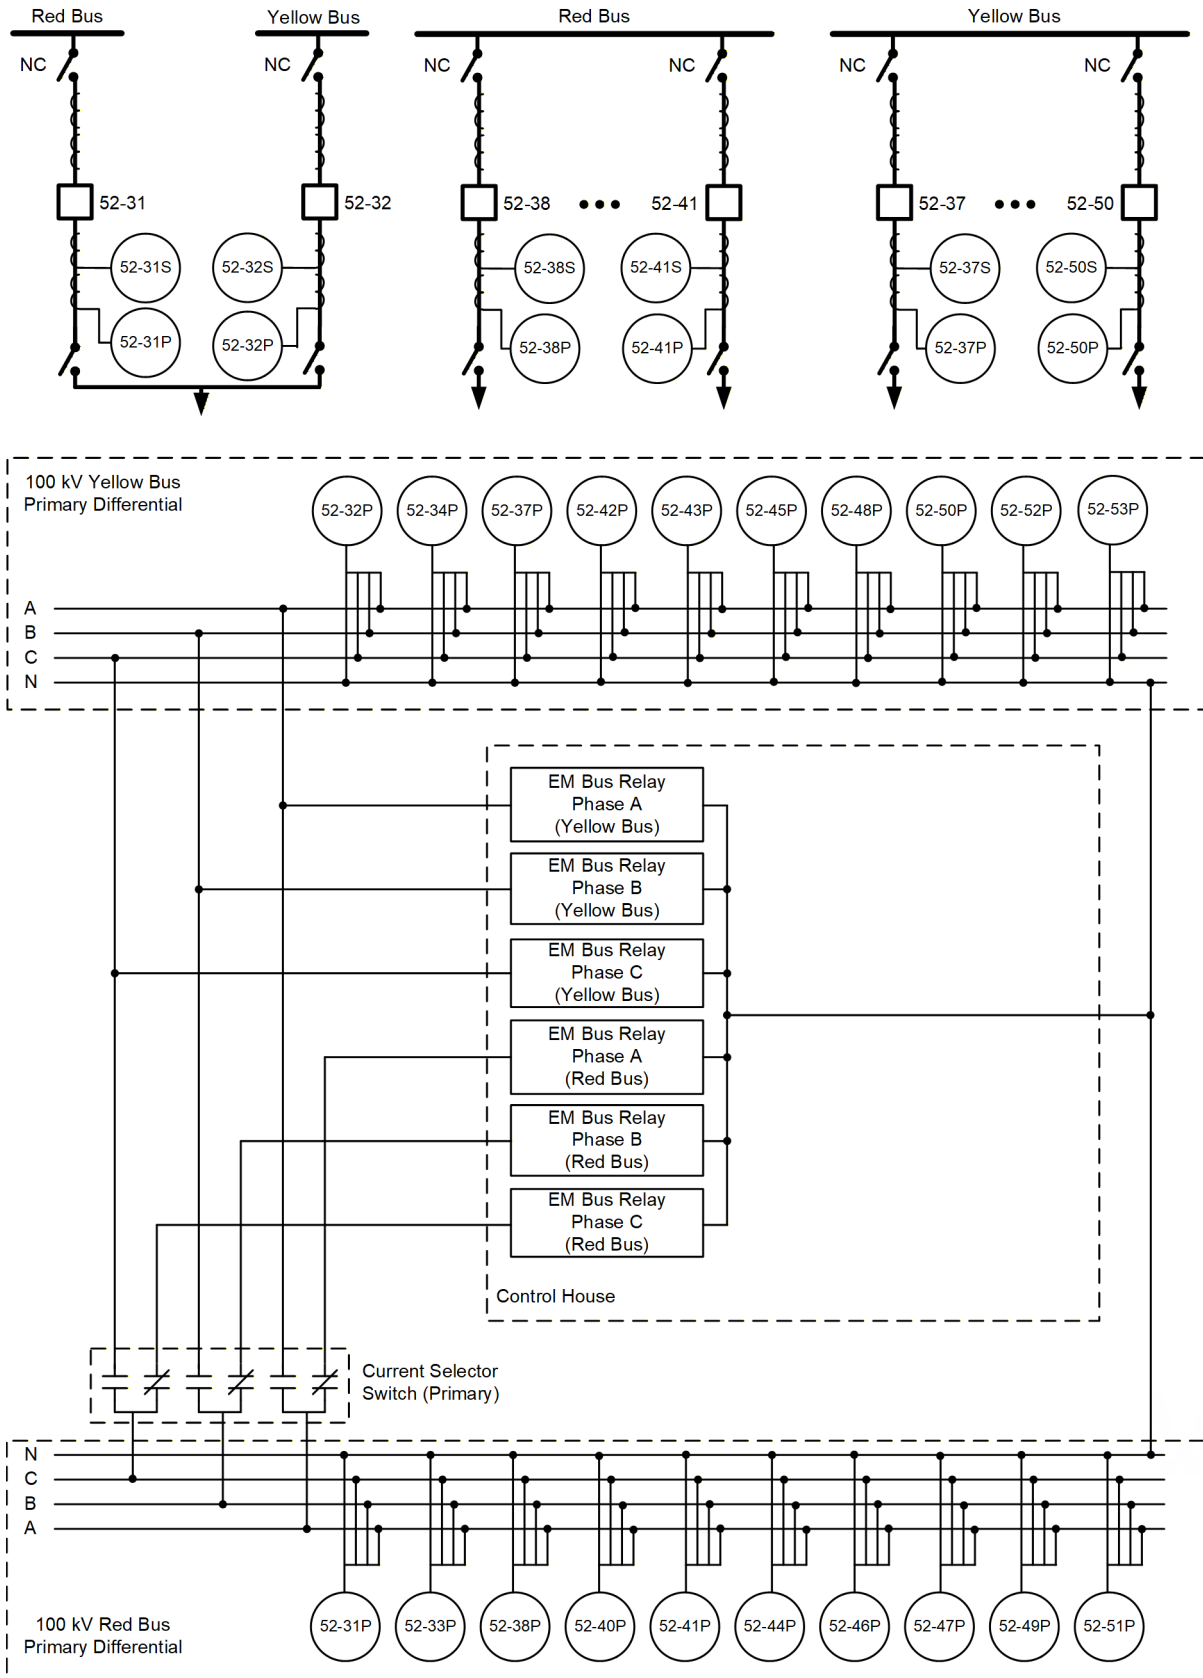 Red Bus
Yellow Bus
Red Bus
Yellow Bus
NC
NC
NC
NC
NC
NC
52-31
52-32
52-38
52-41
52-37
52-50
52-31S
52-32S
52-38S
52-41S
52-37S
52-50S
52-31P
52-32P
52-38P
52-41P
52-37P
52-50P
100 kV Yellow Bus
Primary Differential
52-32P
52-34P
52-37P
52-42P
52-43P
52-45P
52-48P
52-50P
52-52P
52-53P
A
B
C
N
EM Bus Relay
Phase A
(Yellow Bus)
EM Bus Relay
Phase B
(Yellow Bus)
EM Bus Relay
Phase C
(Yellow Bus)
EM Bus Relay
Phase A
(Red Bus)
EM Bus Relay
Phase B
(Red Bus)
EM Bus Relay
Phase C
(Red Bus)
Control House
Current Selector
Switch (Primary)
N
C
B
A
52-31P
52-33P
52-38P
52-40P
52-41P
52-44P
52-46P
52-47P
52-49P
52-51P
100 kV Red Bus
Primary Differential